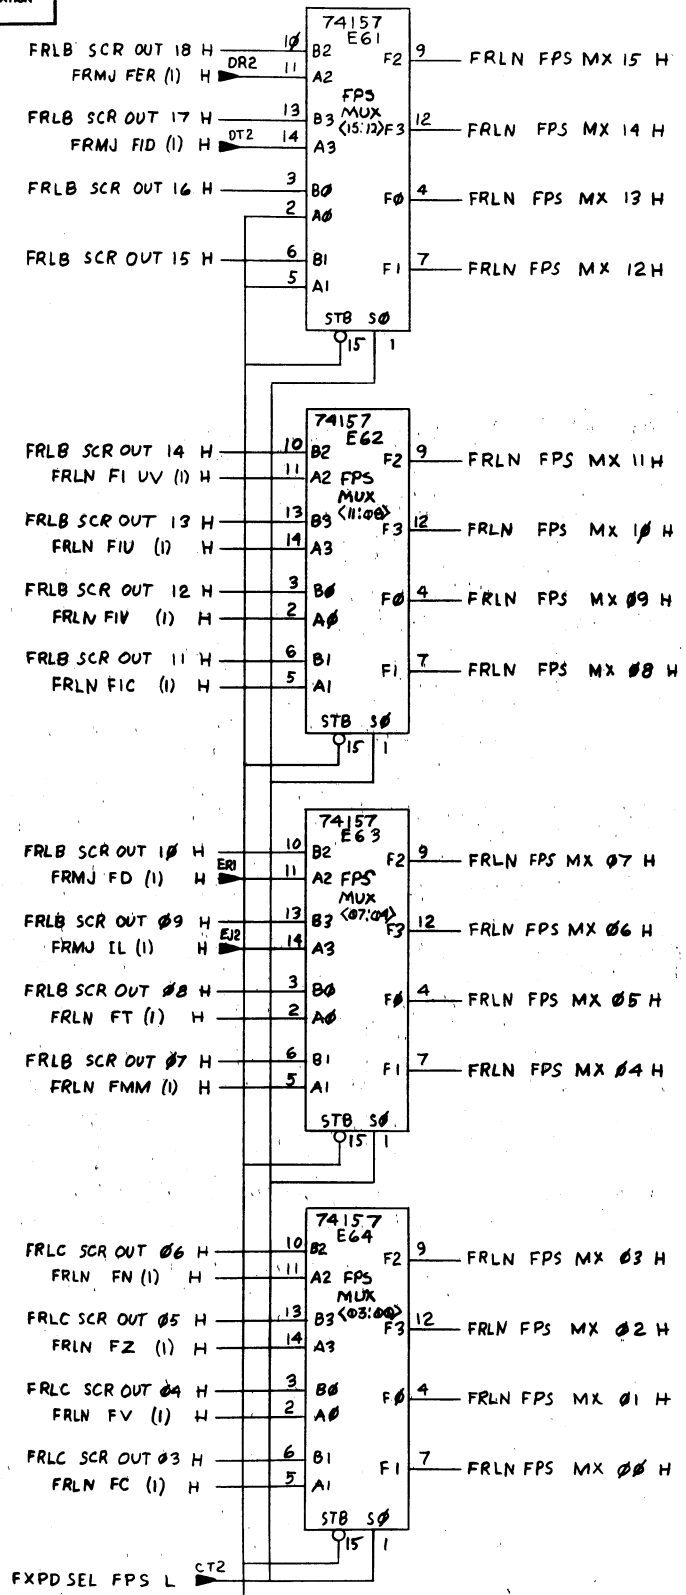 74157
E61
FRLB SCR OUT 18 H 10 B2 F2 9 FRLN FPS MX 15 H
FRMJ FER (1) H DR2 11 A2
FPS
MUX
<15:12>
FRLB SCR OUT 17 H 13 B3 F3 12 FRLN FPS MX 14 H
FRMJ FID (1) H DT2 14 A3
FRLB SCR OUT 16 H 3 BØ FØ 4 FRLN FPS MX 13 H
2 AØ
FRLB SCR OUT 15 H 6 B1 F1 7 FRLN FPS MX 12 H
5 A1
STB SØ
15 1
74157
E62
FRLB SCR OUT 14 H 10 B2 F2 9 FRLN FPS MX 11 H
FRLN FIUV (1) H 11 A2 FPS
MUX
<11:08>
FRLB SCR OUT 13 H 13 B3 F3 12 FRLN FPS MX 1Ø H
FRLN FIU (1) H 14 A3
FRLB SCR OUT 12 H 3 BØ FØ 4 FRLN FPS MX Ø9 H
FRLN FIV (1) H 2 AØ
FRLB SCR OUT 11 H 6 B1 F1 7 FRLN FPS MX Ø8 H
FRLN FIC (1) H 5 A1
STB SØ
15 1
74157
E63
FRLB SCR OUT 1Ø H 10 B2 F2 9 FRLN FPS MX Ø7 H
FRMJ FD (1) H ER1 11 A2 FPS
MUX
<07:04>
FRLB SCR OUT Ø9 H 13 B3 F3 12 FRLN FPS MX Ø6 H
FRMJ IL (1) H EJ2 14 A3
FRLB SCR OUT Ø8 H 3 BØ FØ 4 FRLN FPS MX Ø5 H
FRLN FT (1) H 2 AØ
FRLB SCR OUT Ø7 H 6 B1 F1 7 FRLN FPS MX Ø4 H
FRLN FMM (1) H 5 A1
STB SØ
15 1
74157
E64
FRLC SCR OUT Ø6 H 10 B2 F2 9 FRLN FPS MX Ø3 H
FRLN FN (1) H 11 A2 FPS
MUX
<03:00>
FRLC SCR OUT Ø5 H 13 B3 F3 12 FRLN FPS MX Ø2 H
FRLN FZ (1) H 14 A3
FRLC SCR OUT Ø4 H 3 BØ FØ 4 FRLN FPS MX Ø1 H
FRLN FV (1) H 2 AØ
FRLC SCR OUT Ø3 H 6 B1 F1 7 FRLN FPS MX ØØ H
FRLN FC (1) H 5 A1
STB SØ
15 1
FXPD SEL FPS L CT2